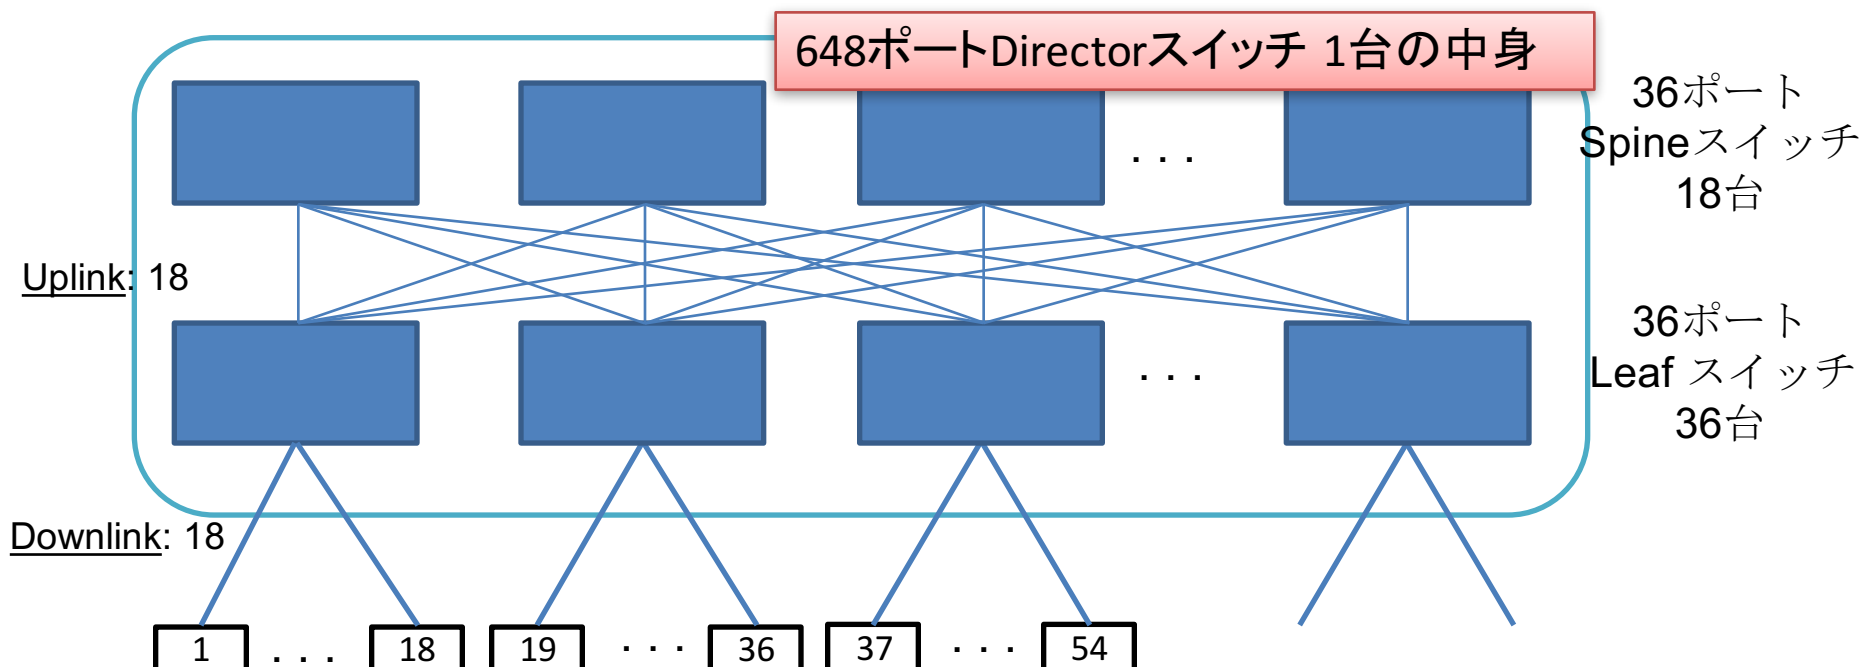 648ポートDirectorスイッチ 1台の中身
36ポート
Spineスイッチ
18台
. . .
Uplink: 18
36ポート
Leaf スイッチ
36台
. . .
Downlink: 18
1 . . . 18 19 . . . 36 37 . . . 54